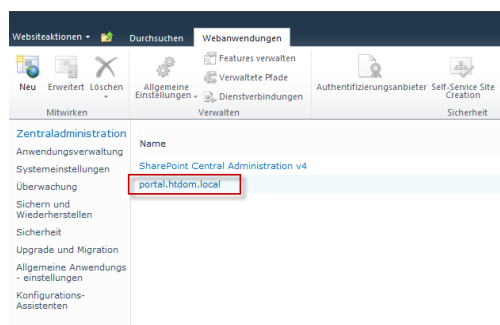 Websiteaktionen Durchsuchen Webanwendungen
Neu Erweitert Löschen
Allgemeine Einstellungen
Features verwalten
Verwaltete Pfade
Dienstverbindungen
Authentifizierungsanbieter Self-Service Site Creation
Mitwirken Verwalten Sicherheit
Zentraladministration
Anwendungsverwaltung
Systemeinstellungen
Überwachung
Sichern und
Wiederherstellen
Sicherheit
Upgrade und Migration
Allgemeine Anwendungs
- einstellungen
Konfigurations-
Assistenten
Name
SharePoint Central Administration v4
portal.htdom.local